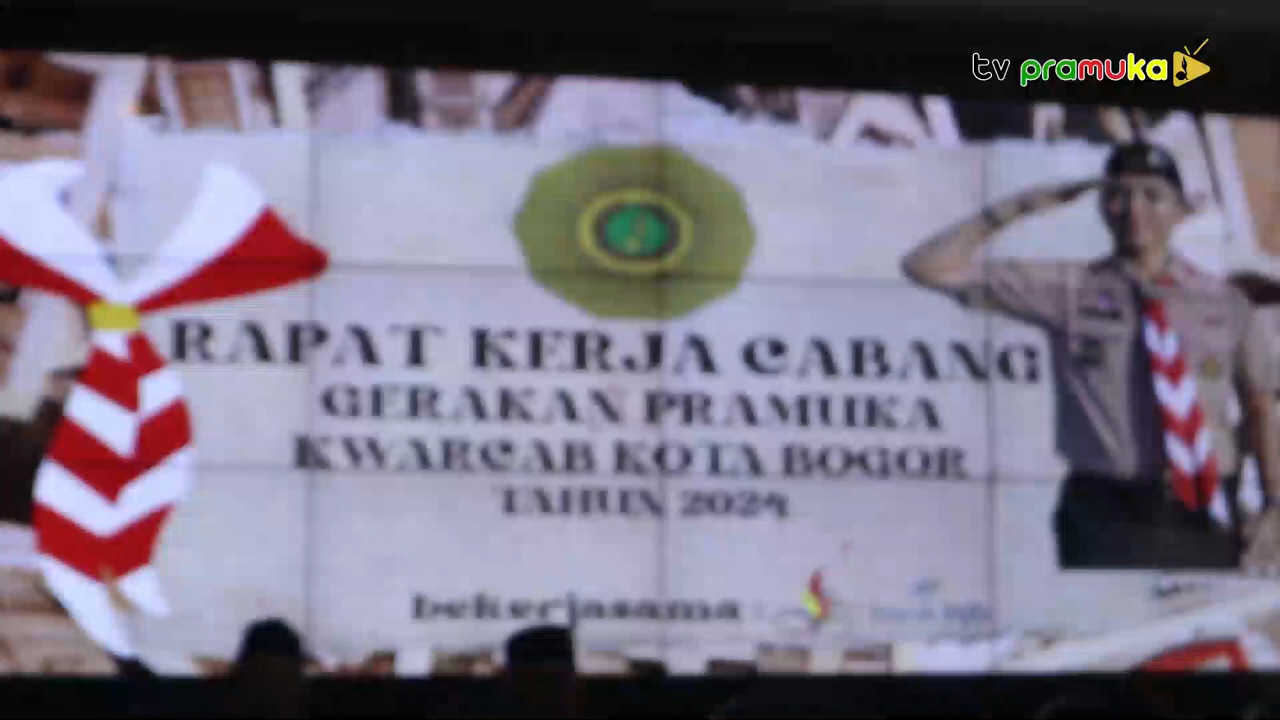 tv pramuka
RAPAT KERJA CABANG
GERAKAN PRAMUKA
KWARCAB KOTA BOGOR
TAHUN 2024
bekerjasama